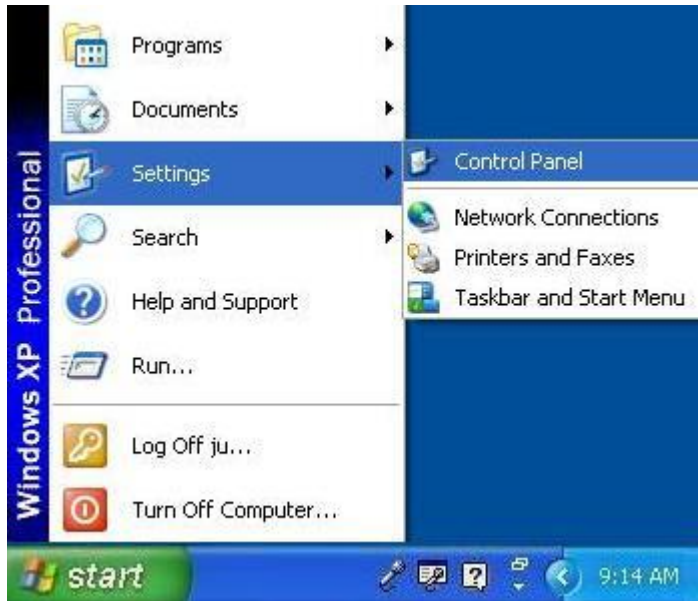 Programs
Documents
Settings
Search
Help and Support
Run...
Log Off ju...
Turn Off Computer...
Control Panel
Network Connections
Printers and Faxes
Taskbar and Start Menu
Windows XP Professional
start
9:14 AM